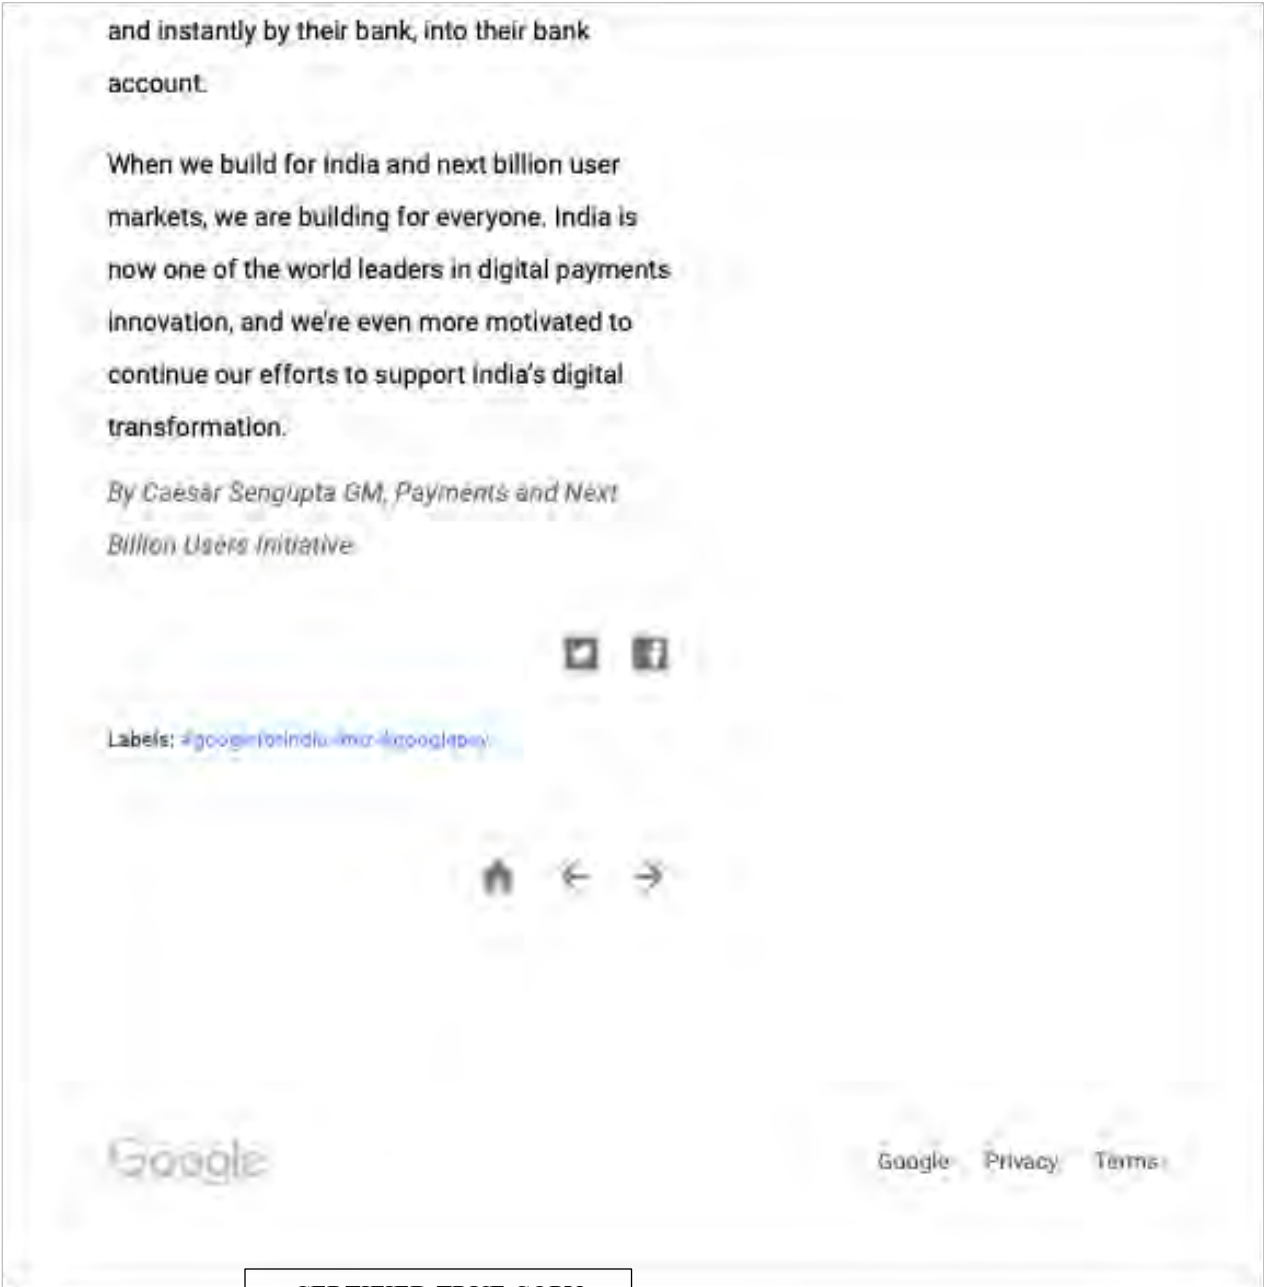 and instantly by their bank, into their bank
account.
When we build for India and next billion user
markets, we are building for everyone. India is
now one of the world leaders in digital payments
innovation, and we're even more motivated to
continue our efforts to support India's digital
transformation.
By Caesar Sengupta GM, Payments and Next
Billion Users Initiative
Labels:
Google
Google Privacy Terms
CERTIFIED TRUE COPY